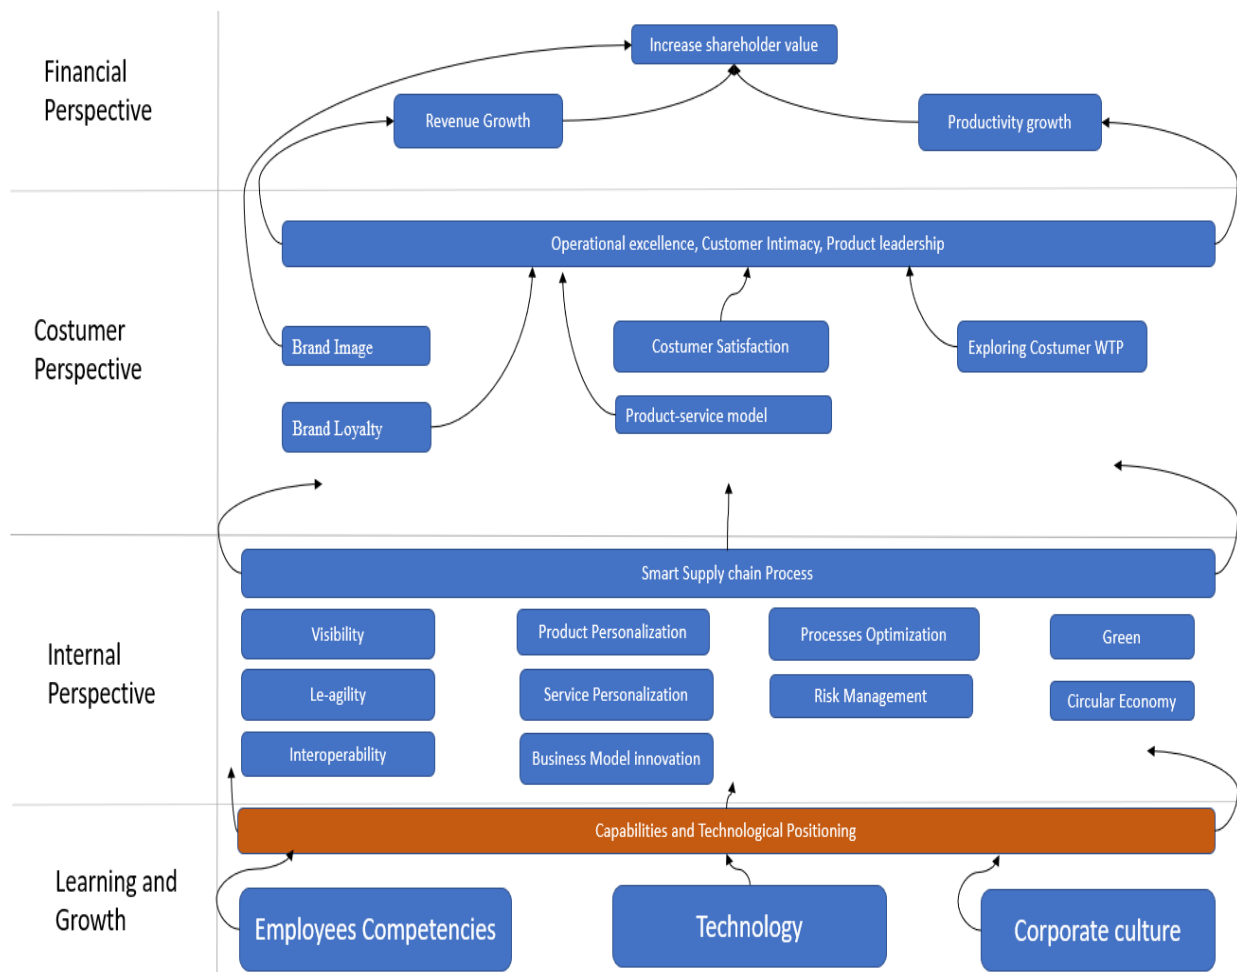 Financial
Perspective
Increase shareholder value
Revenue Growth
Productivity growth
Costumer
Perspective
Operational excellence, Customer Intimacy, Product leadership
Brand Image
Costumer Satisfaction
Exploring Costumer WTP
Brand Loyalty
Product-service model
Internal
Perspective
Smart Supply chain Process
Visibility
Product Personalization
Processes Optimization
Green
Le-agility
Service Personalization
Risk Management
Circular Economy
Interoperability
Business Model innovation
Learning and
Growth
Capabilities and Technological Positioning
Employees Competencies
Technology
Corporate culture